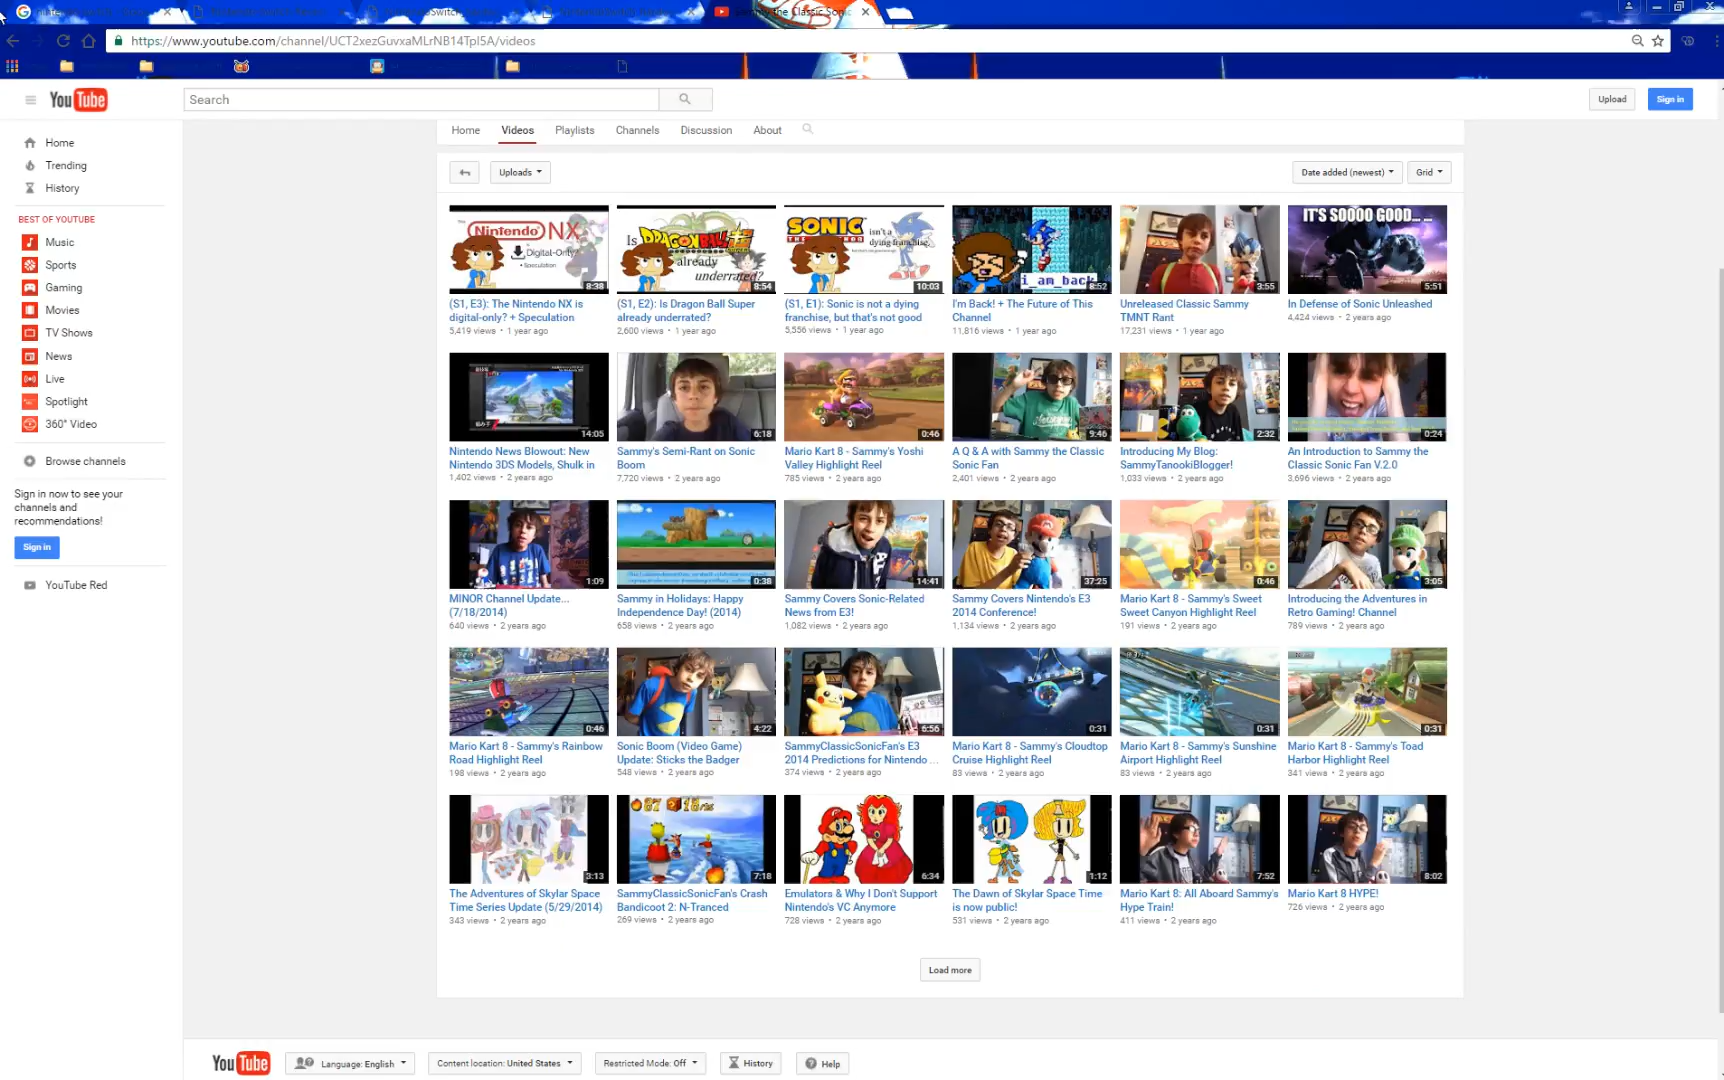 https://www.youtube.com/channel/UCT2xezGuvxaMLrNB14TpI5A/videos
YouTube
Search
Upload
Sign in
Home
Trending
History
BEST OF YOUTUBE
Music
Sports
Gaming
Movies
TV Shows
News
Live
Spotlight
360° Video
Browse channels
Sign in now to see your
channels and
recommendations!
Sign in
YouTube Red
Home Videos Playlists Channels Discussion About
Uploads
Date added (newest)
Grid
Nintendo NX
Digital-Only?
• Speculation
8:38
(S1, E3): The Nintendo NX is
digital-only? + Speculation
5,419 views • 1 year ago
Is DRAGONBALL
already
underrated?
8:54
(S1, E2): Is Dragon Ball Super
already underrated?
2,600 views • 1 year ago
SONIC
isn't a
dying franchise,
10:03
(S1, E1): Sonic is not a dying
franchise, but that's not good
5,556 views • 1 year ago
i_am_back
8:52
I'm Back! + The Future of This
Channel
11,816 views • 1 year ago
3:55
Unreleased Classic Sammy
TMNT Rant
17,231 views • 1 year ago
IT'S SOOOO GOOD...
5:51
In Defense of Sonic Unleashed
4,424 views • 2 years ago
14:05
Nintendo News Blowout: New
Nintendo 3DS Models, Shulk in
1,402 views • 2 years ago
6:18
Sammy's Semi-Rant on Sonic
Boom
7,720 views • 2 years ago
0:46
Mario Kart 8 - Sammy's Yoshi
Valley Highlight Reel
785 views • 2 years ago
9:46
A Q & A with Sammy the Classic
Sonic Fan
2,401 views • 2 years ago
2:32
Introducing My Blog:
SammyTanookiBlogger!
1,033 views • 2 years ago
0:24
An Introduction to Sammy the
Classic Sonic Fan V.2.0
3,696 views • 2 years ago
1:09
MINOR Channel Update...
(7/18/2014)
640 views • 2 years ago
0:38
Sammy in Holidays: Happy
Independence Day! (2014)
658 views • 2 years ago
14:41
Sammy Covers Sonic-Related
News from E3!
1,082 views • 2 years ago
37:25
Sammy Covers Nintendo's E3
2014 Conference!
1,134 views • 2 years ago
0:46
Mario Kart 8 - Sammy's Sweet
Sweet Canyon Highlight Reel
191 views • 2 years ago
3:05
Introducing the Adventures in
Retro Gaming! Channel
789 views • 2 years ago
0:46
Mario Kart 8 - Sammy's Rainbow
Road Highlight Reel
198 views • 2 years ago
4:22
Sonic Boom (Video Game)
Update: Sticks the Badger
548 views • 2 years ago
6:56
SammyClassicSonicFan's E3
2014 Predictions for Nintendo ...
374 views • 2 years ago
0:31
Mario Kart 8 - Sammy's Cloudtop
Cruise Highlight Reel
83 views • 2 years ago
0:31
Mario Kart 8 - Sammy's Sunshine
Airport Highlight Reel
83 views • 2 years ago
0:31
Mario Kart 8 - Sammy's Toad
Harbor Highlight Reel
341 views • 2 years ago
3:13
The Adventures of Skylar Space
Time Series Update (5/29/2014)
343 views • 2 years ago
7:18
SammyClassicSonicFan's Crash
Bandicoot 2: N-Tranced
269 views • 2 years ago
6:34
Emulators & Why I Don't Support
Nintendo's VC Anymore
728 views • 2 years ago
1:12
The Dawn of Skylar Space Time
is now public!
531 views • 2 years ago
7:52
Mario Kart 8: All Aboard Sammy's
Hype Train!
411 views • 2 years ago
8:02
Mario Kart 8 HYPE!
726 views • 2 years ago
Load more
YouTube
Language: English
Content location: United States
Restricted Mode: Off
History
Help